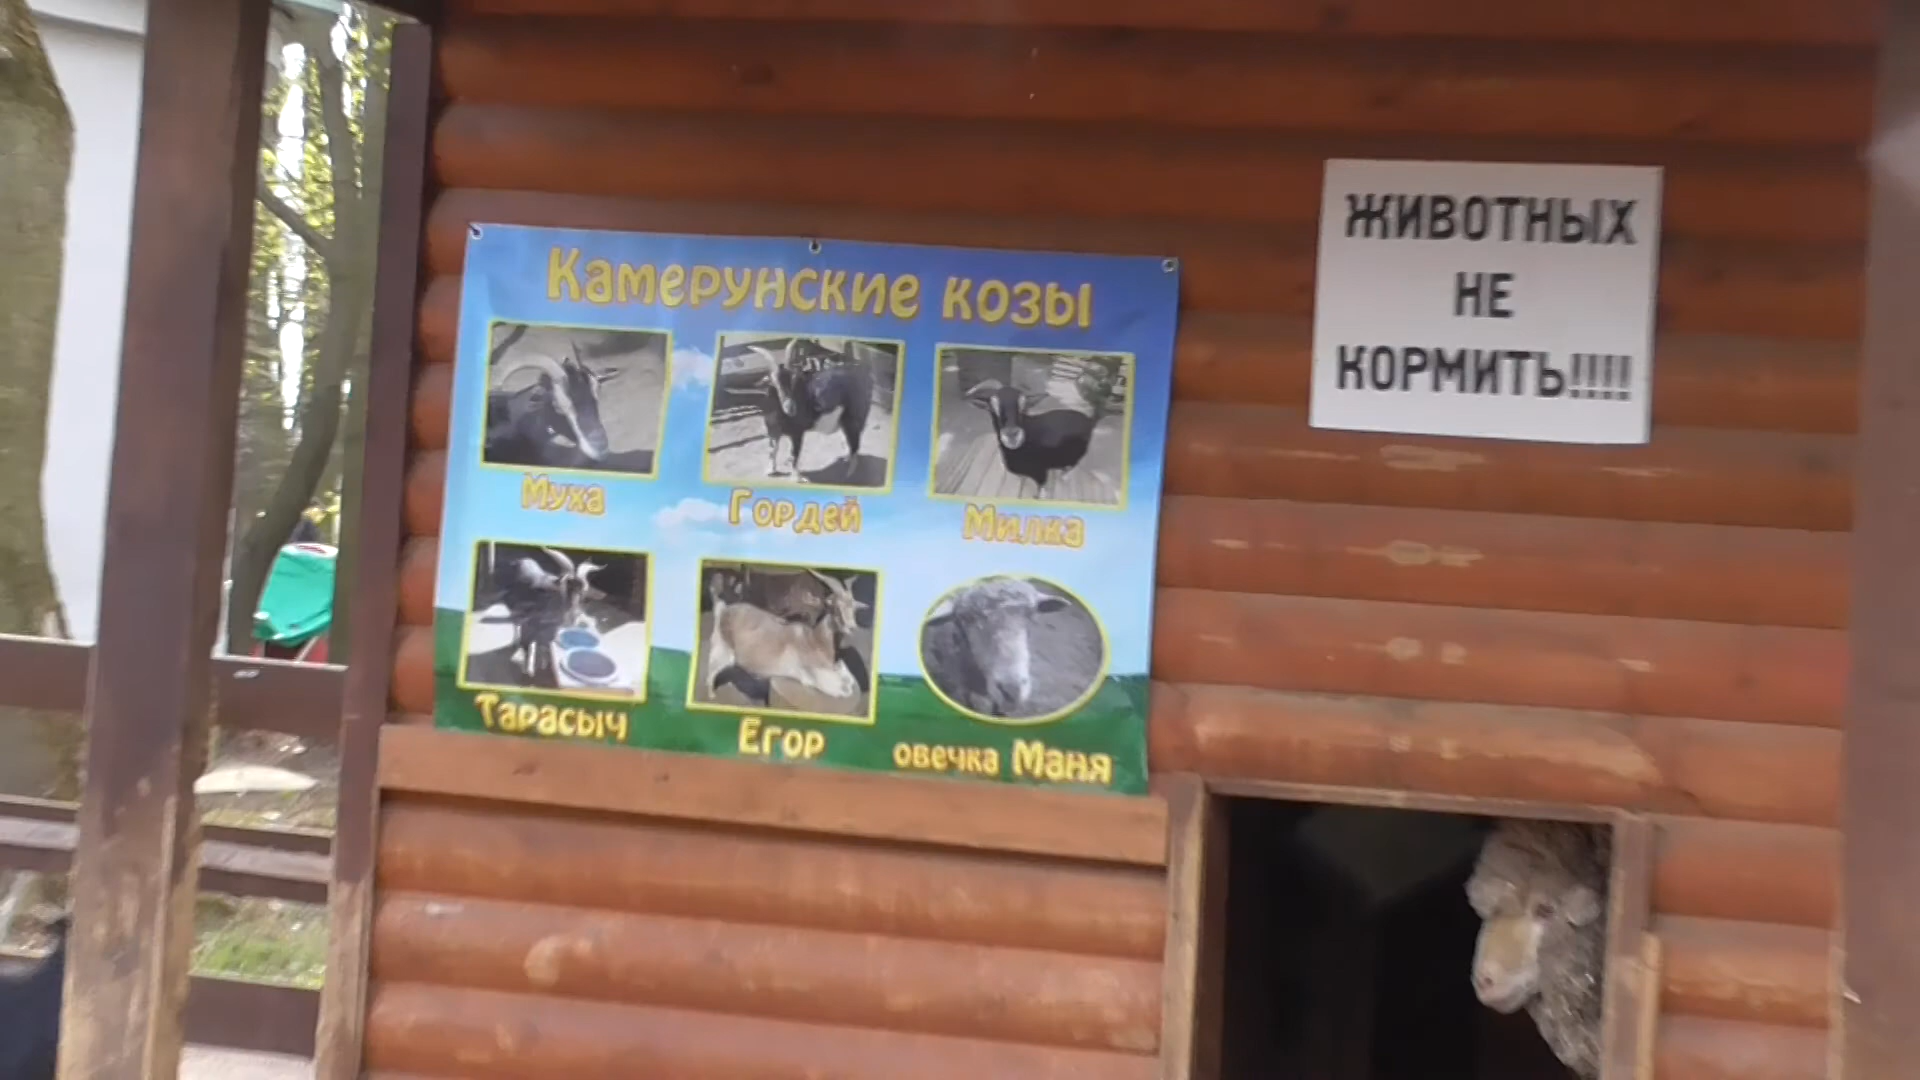 Камерунские козы
Муха
Гордей
Милка
Тарасыч
Егор
овечка Маня
ЖИВОТНЫХ
НЕ
КОРМИТЬ!!!!